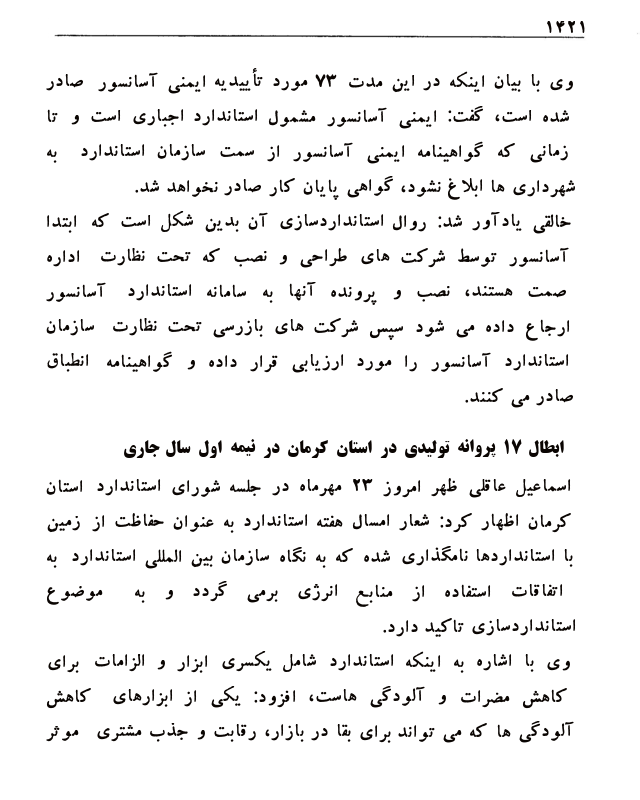 ۱۴۲۱
وی با بیان اینکه در این مدت ۷۳ مورد تأییدیه ایمنی آسانسور صادر
شده است، گفت: ایمنی آسانسور مشمول استاندارد اجباری است و تا
زمانی که گواهینامه ایمنی آسانسور از سمت سازمان استاندارد به
شهرداری ها ابلاغ نشود، گواهی پایان کار صادر نخواهد شد.
خالقی یادآور شد: روال استانداردسازی آن بدین شکل است که ابتدا
آسانسور توسط شرکت های طراحی و نصب که تحت نظارت اداره
صمت هستند، نصب و پرونده آنها به سامانه استاندارد آسانسور
ارجاع داده می شود سپس شرکت های بازرسی تحت نظارت سازمان
استاندارد آسانسور را مورد ارزیابی قرار داده و گواهینامه انطباق
صادر می کنند.
ابطال ۱۷ پروانه تولیدی در استان کرمان در نیمه اول سال جاری
اسماعیل عاقلی ظهر امروز ۲۳ مهرماه در جلسه شورای استاندارد استان
کرمان اظهار کرد: شعار امسال هفته استاندارد به عنوان حفاظت از زمین
با استانداردها نامگذاری شده که به نگاه سازمان بین المللی استاندارد به
اتفاقات استفاده از منابع انرژی برمی گردد و به موضوع
استانداردسازی تاکید دارد.
وی با اشاره به اینکه استاندارد شامل یکسری ابزار و الزامات برای
کاهش مضرات و آلودگی هاست، افزود: یکی از ابزارهای کاهش
آلودگی ها که می تواند برای بقا در بازار، رقابت و جذب مشتری موثر